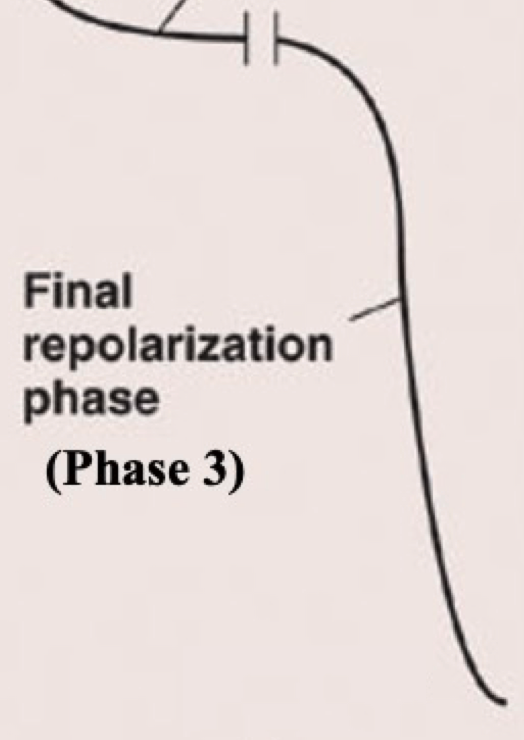 Final
repolarization
phase
(Phase 3)